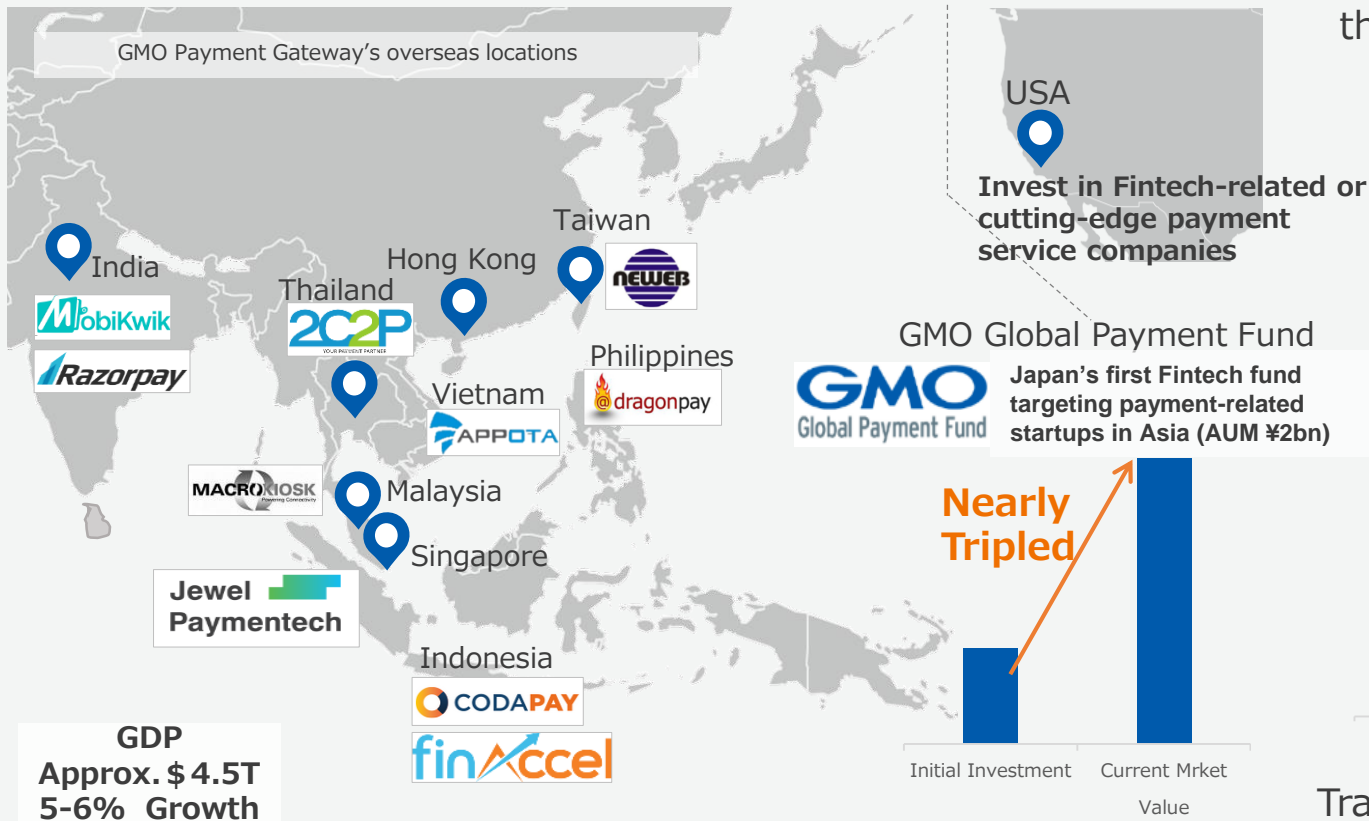 GMO Payment Gateway's overseas locations
th
USA
Invest in Fintech-related or
cutting-edge payment
service companies
Taiwan
NEWEB
Hong Kong
India
MobiKwik
Razorpay
Thailand
2C2P
YOUR PAYMENT PARTNER
Philippines
dragonpay
Vietnam
APPOTA
MACROKIOSK
Powering Connectivity
Malaysia
Singapore
Jewel
Paymentech
Indonesia
CODAPAY
finAccel
GDP
Approx.$4.5T
5-6% Growth
GMO Global Payment Fund
GMO
Global Payment Fund
Japan's first Fintech fund
targeting payment-related
startups in Asia (AUM ¥2bn)
Nearly
Tripled
Initial Investment
Current Mrket
Value
Tra